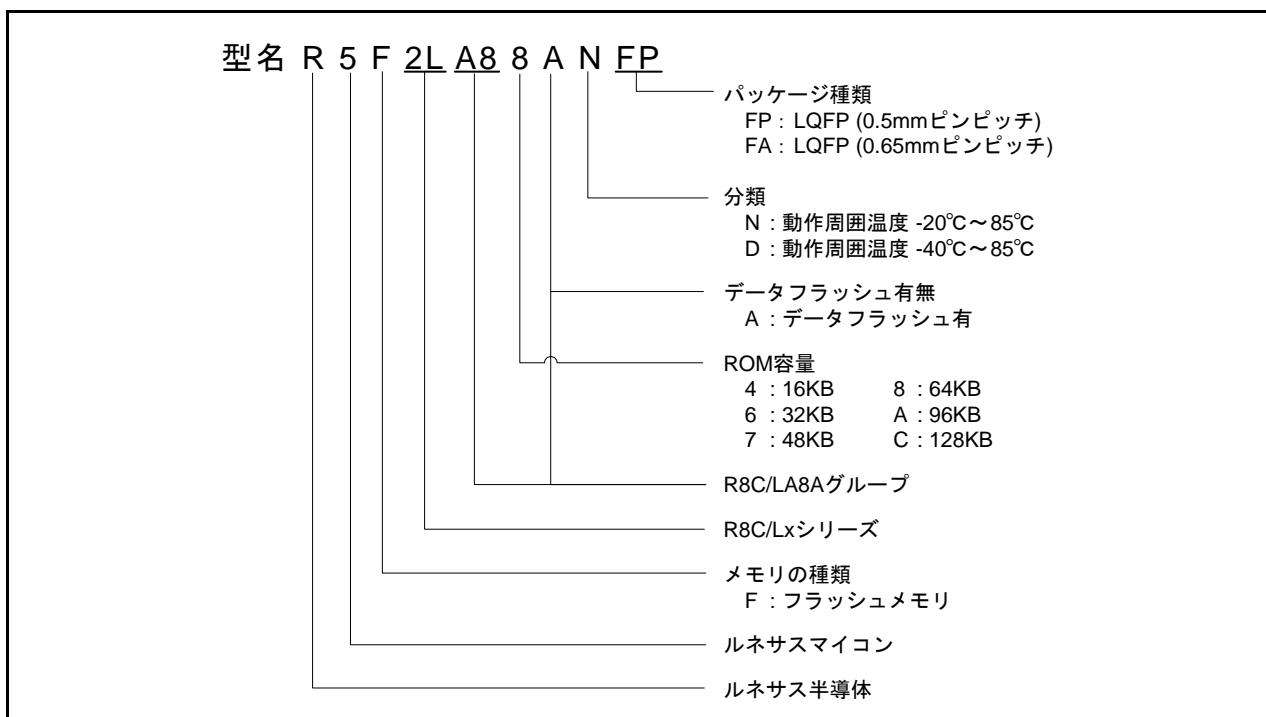 型名 R 5 F 2L A8 8 A N FP
パッケージ種類
FP : LQFP (0.5mmピンピッチ)
FA : LQFP (0.65mmピンピッチ)
分類
N : 動作周囲温度 -20℃～85℃
D : 動作周囲温度 -40℃～85℃
データフラッシュ有無
A : データフラッシュ有
ROM容量
4 : 16KB 8 : 64KB
6 : 32KB A : 96KB
7 : 48KB C : 128KB
R8C/LA8Aグループ
R8C/Lxシリーズ
メモリの種類
F : フラッシュメモリ
ルネサスマイコン
ルネサス半導体